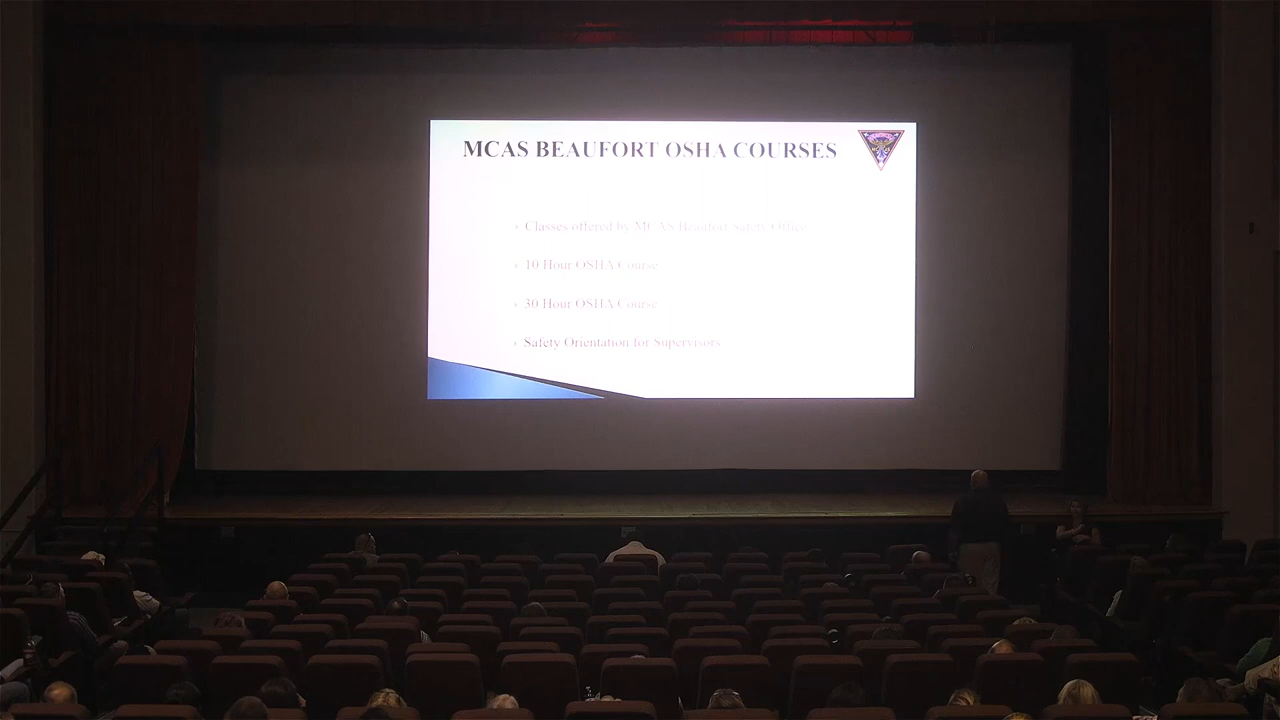 MCAS BEAUFORT OSHA COURSES
Classes offered by MCAS Beaufort Safety Office
10 Hour OSHA Course
30 Hour OSHA Course
Safety Orientation for Supervisors